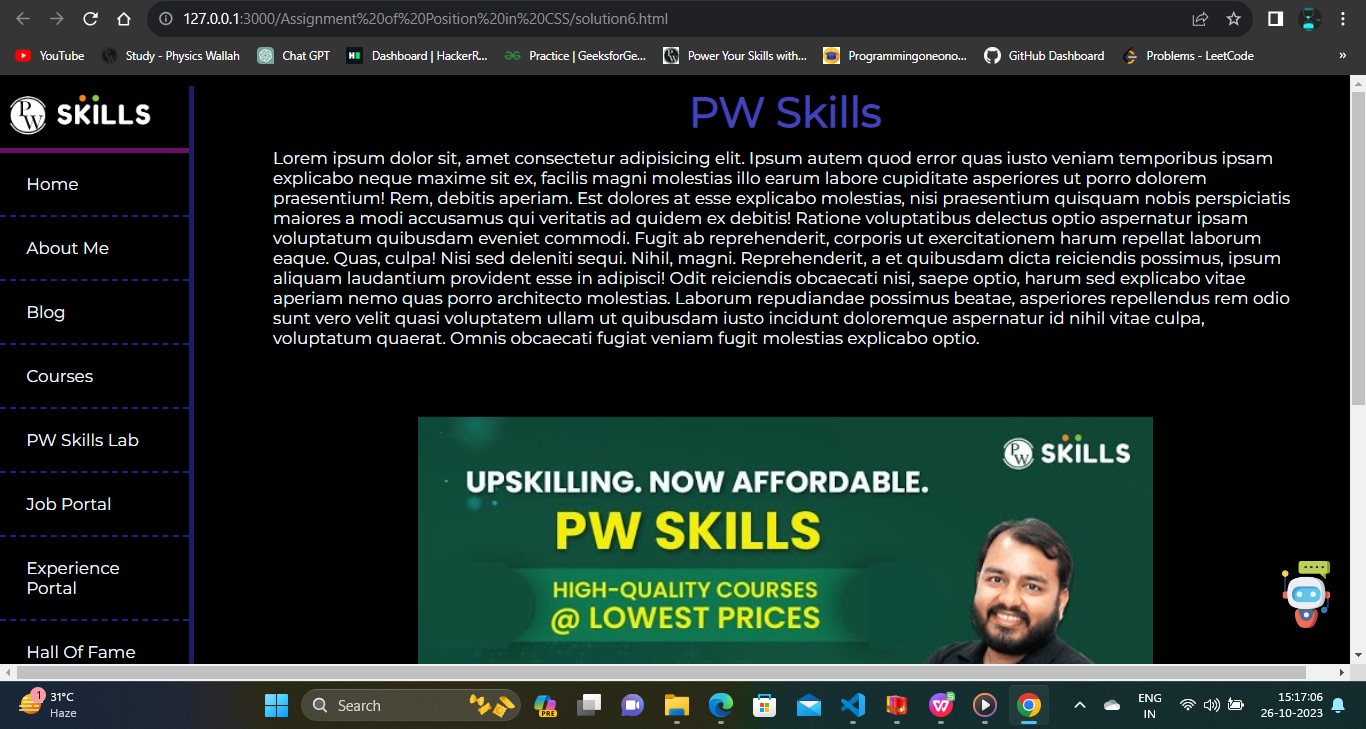 127.0.0.1:3000/Assignment%20of%20Position%20in%20CSS/solution6.html
YouTube
Study - Physics Wallah
Chat GPT
Dashboard | HackerR...
Practice | GeeksforGe...
Power Your Skills with...
Programmingoneono...
GitHub Dashboard
Problems - LeetCode
»
PW
SKILLS
Home
About Me
Blog
Courses
PW Skills Lab
Job Portal
Experience
Portal
Hall Of Fame
PW Skills
Lorem ipsum dolor sit, amet consectetur adipisicing elit. Ipsum autem quod error quas iusto veniam temporibus ipsam
explicabo neque maxime sit ex, facilis magni molestias illo earum labore cupiditate asperiores ut porro dolorem
praesentium! Rem, debitis aperiam. Est dolores at esse explicabo molestias, nisi praesentium quisquam nobis perspiciatis
maiores a modi accusamus qui veritatis ad quidem ex debitis! Ratione voluptatibus delectus optio aspernatur ipsam
voluptatum quibusdam eveniet commodi. Fugit ab reprehenderit, corporis ut exercitationem harum repellat laborum
eaque. Quas, culpa! Nisi sed deleniti sequi. Nihil, magni. Reprehenderit, a et quibusdam dicta reiciendis possimus, ipsum
aliquam laudantium provident esse in adipisci! Odit reiciendis obcaecati nisi, saepe optio, harum sed explicabo vitae
aperiam nemo quas porro architecto molestias. Laborum repudiandae possimus beatae, asperiores repellendus rem odio
sunt vero velit quasi voluptatem ullam ut quibusdam iusto incidunt doloremque aspernatur id nihil vitae culpa,
voluptatum quaerat. Omnis obcaecati fugiat veniam fugit molestias explicabo optio.
PW
SKILLS
UPSKILLING. NOW AFFORDABLE.
PW SKILLS
HIGH-QUALITY COURSES
@ LOWEST PRICES
1
31°C
Haze
Search
PRE
ENG
IN
15:17:06
26-10-2023